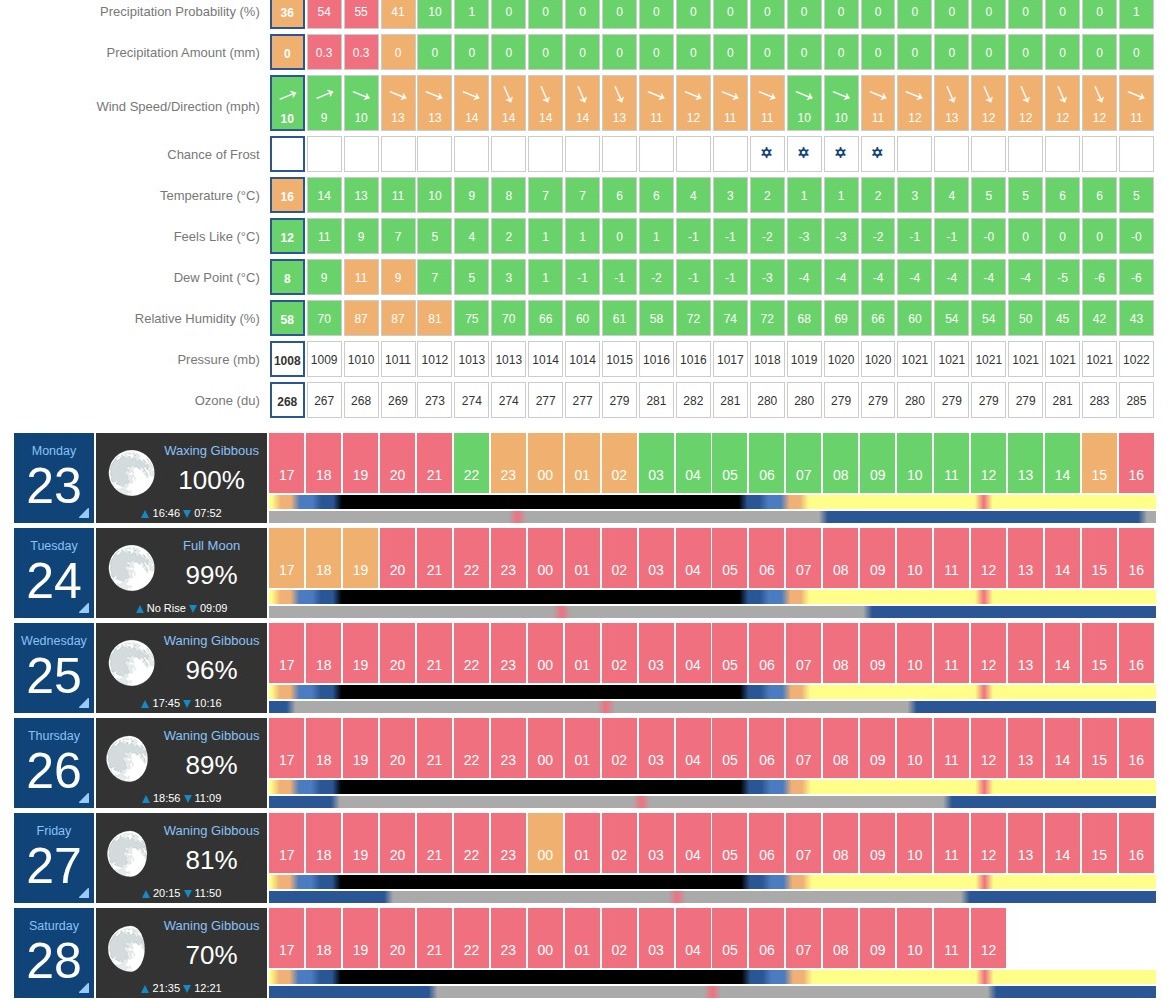 Precipitation Probability (%) 36 54 55 41 10 1 0 0 0 0 0 0 0 0 0 0 0 0 0 0 0 0 0 1
Precipitation Amount (mm) 0 0.3 0.3 0 0 0 0 0 0 0 0 0 0 0 0 0 0 0 0 0 0 0 0 0
Wind Speed/Direction (mph) 10 9 10 13 13 14 14 14 14 13 11 12 11 11 10 10 11 12 13 12 12 12 12 11
Chance of Frost
Temperature (°C) 16 14 13 11 10 9 8 7 7 6 6 4 3 2 1 1 2 3 4 5 5 6 6 5
Feels Like (°C) 12 11 9 7 5 4 2 1 1 0 1 -1 -1 -2 -3 -3 -2 -1 -1 -0 0 0 0 -0
Dew Point (°C) 8 9 11 9 7 5 3 1 -1 -1 -2 -1 -1 -3 -4 -4 -4 -4 -4 -4 -4 -5 -6 -6
Relative Humidity (%) 58 70 87 87 81 75 70 66 60 61 58 72 74 72 68 69 66 60 54 54 50 45 42 43
Pressure (mb) 1008 1009 1010 1011 1012 1013 1013 1014 1014 1015 1016 1016 1017 1018 1019 1020 1020 1021 1021 1021 1021 1021 1021 1022
Ozone (du) 268 267 268 269 273 274 274 277 277 279 281 282 281 280 280 279 279 280 279 279 279 281 283 285
Monday Waxing Gibbous
23 100% 17 18 19 20 21 22 23 00 01 02 03 04 05 06 07 08 09 10 11 12 13 14 15 16
16:46 07:52
Tuesday Full Moon
24 99% 17 18 19 20 21 22 23 00 01 02 03 04 05 06 07 08 09 10 11 12 13 14 15 16
No Rise 09:09
Wednesday Waning Gibbous
25 96% 17 18 19 20 21 22 23 00 01 02 03 04 05 06 07 08 09 10 11 12 13 14 15 16
17:45 10:16
Thursday Waning Gibbous
26 89% 17 18 19 20 21 22 23 00 01 02 03 04 05 06 07 08 09 10 11 12 13 14 15 16
18:56 11:09
Friday Waning Gibbous
27 81% 17 18 19 20 21 22 23 00 01 02 03 04 05 06 07 08 09 10 11 12 13 14 15 16
20:15 11:50
Saturday Waning Gibbous
28 70% 17 18 19 20 21 22 23 00 01 02 03 04 05 06 07 08 09 10 11 12
21:35 12:21